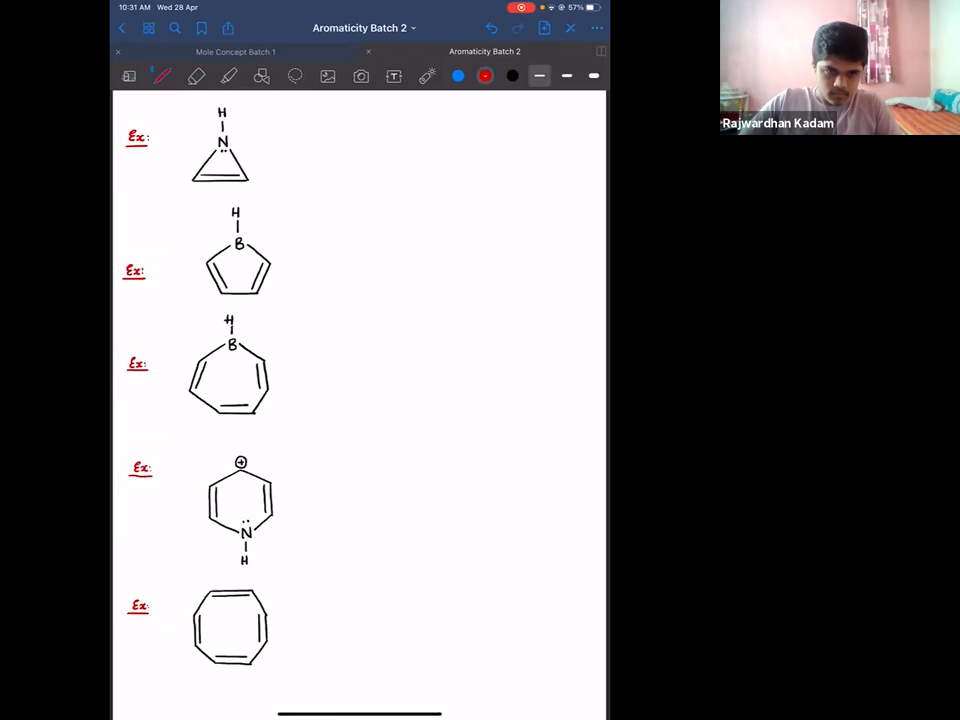 10:31 AM Wed 28 Apr
57%
Aromaticity Batch 2
Mole Concept Batch 1
Aromaticity Batch 2
Rajwardhan Kadam
H
Ex:
N
H
B
Ex:
H
B
Ex:
+
Ex:
N
H
Ex: